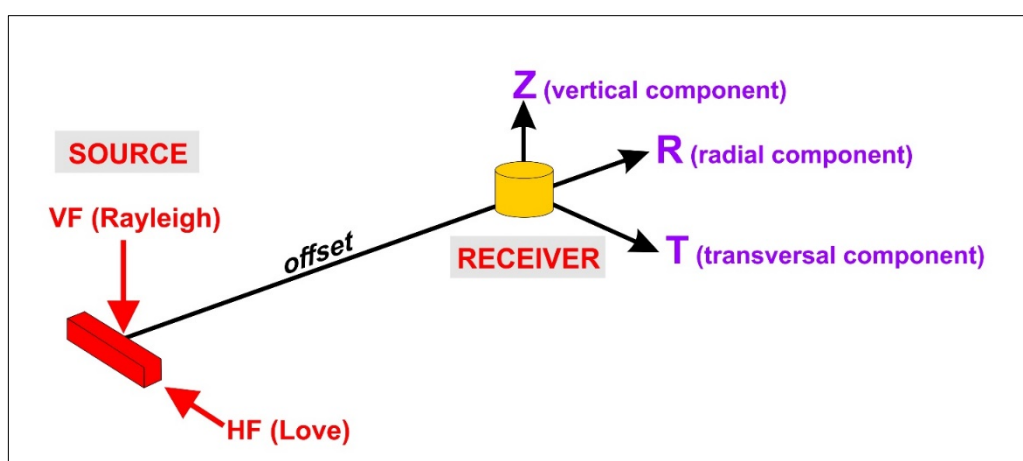 Z (vertical component)
SOURCE
R (radial component)
VF (Rayleigh)
offset
RECEIVER
T (transversal component)
HF (Love)